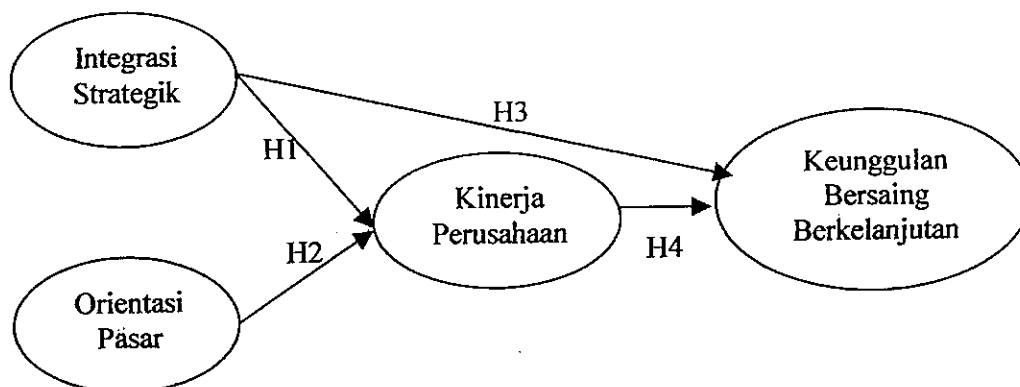 Integrasi
Strategik
H3
H1
Keunggulan
Bersaing
Berkelanjutan
Kinerja
Perusahaan
H2
H4
Orientasi
Pasar